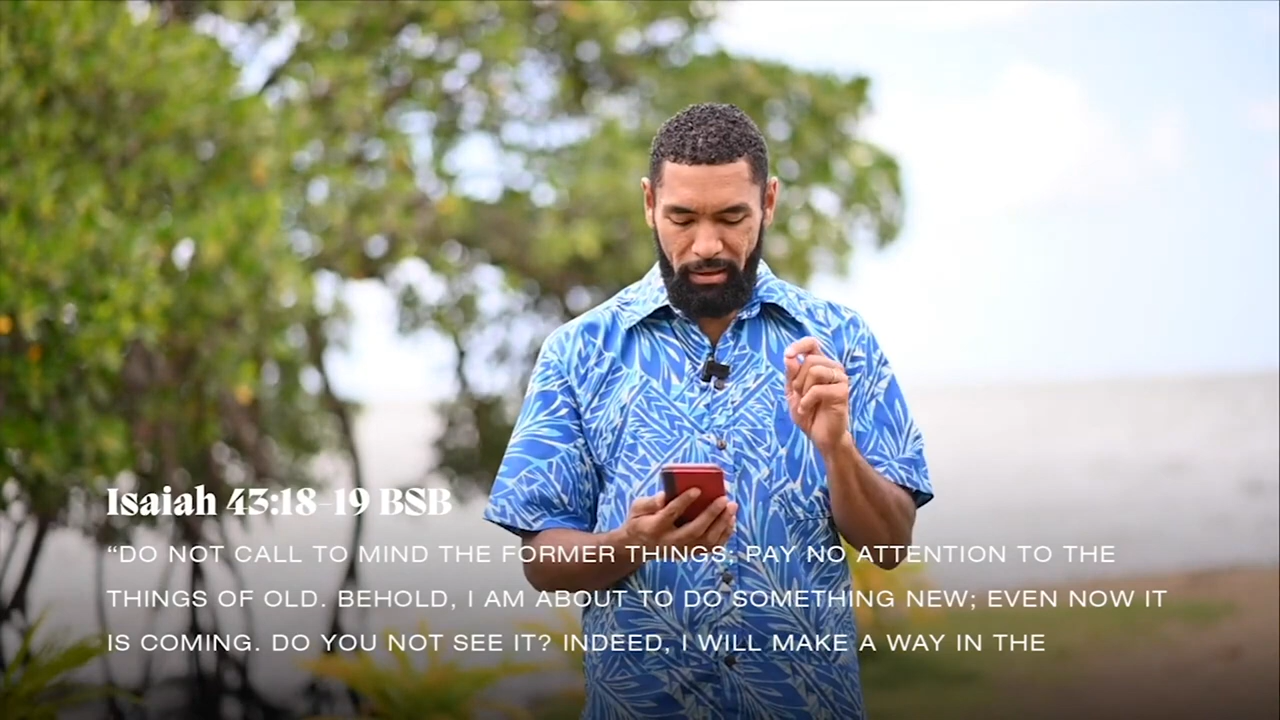 Isaiah 43:18-19 BSB
“DO NOT CALL TO MIND THE FORMER THINGS; PAY NO ATTENTION TO THE
THINGS OF OLD. BEHOLD, I AM ABOUT TO DO SOMETHING NEW; EVEN NOW IT
IS COMING. DO YOU NOT SEE IT? INDEED, I WILL MAKE A WAY IN THE